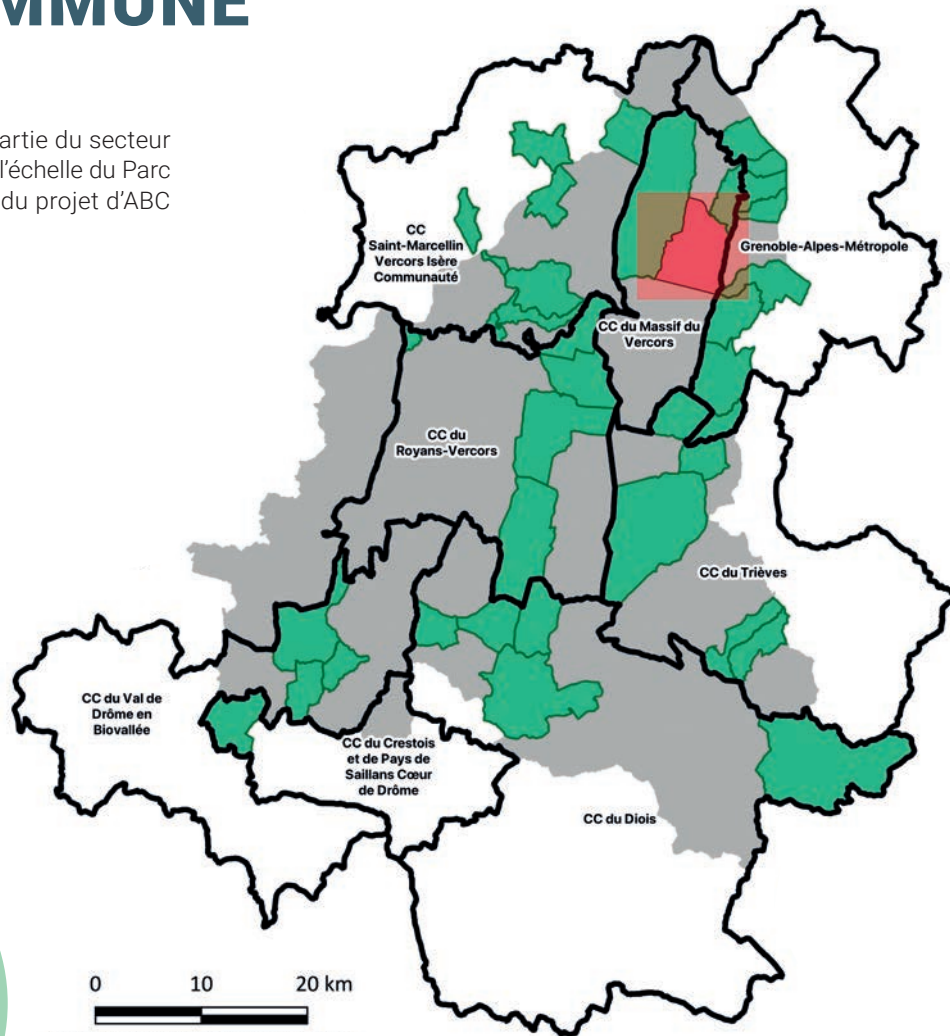 MMUNE
artie du secteur
l'échelle du Parc
du projet d'ABC
CC
Saint-Marcellin
Vercors Isère
Communauté
Grenoble-Alpes-Métropole
CC du Massif du
Vercors
CC du
Royans-Vercors
CC du Trièves
CC du Val de
Drôme en
Biovallée
CC du Crestois
et de Pays de
Saillans Cœur
de Drôme
CC du Diois
0 10 20 km